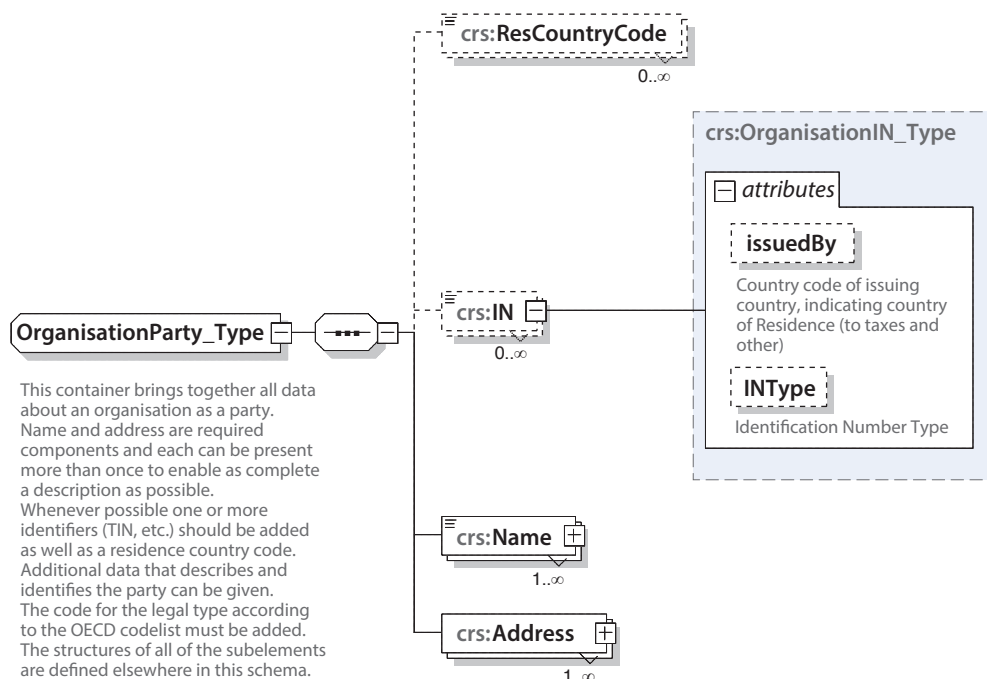 crs:ResCountryCode
0..∞
crs:OrganisationIN_Type
attributes
issuedBy
Country code of issuing
country, indicating country
of Residence (to taxes and
other)
crs:IN
0..∞
OrganisationParty_Type
INType
Identification Number Type
This container brings together all data
about an organisation as a party.
Name and address are required
components and each can be present
more than once to enable as complete
a description as possible.
Whenever possible one or more
identifiers (TIN, etc.) should be added
as well as a residence country code.
Additional data that describes and
identifies the party can be given.
The code for the legal type according
to the OECD codelist must be added.
The structures of all of the subelements
are defined elsewhere in this schema.
crs:Name
1..∞
crs:Address
1..∞